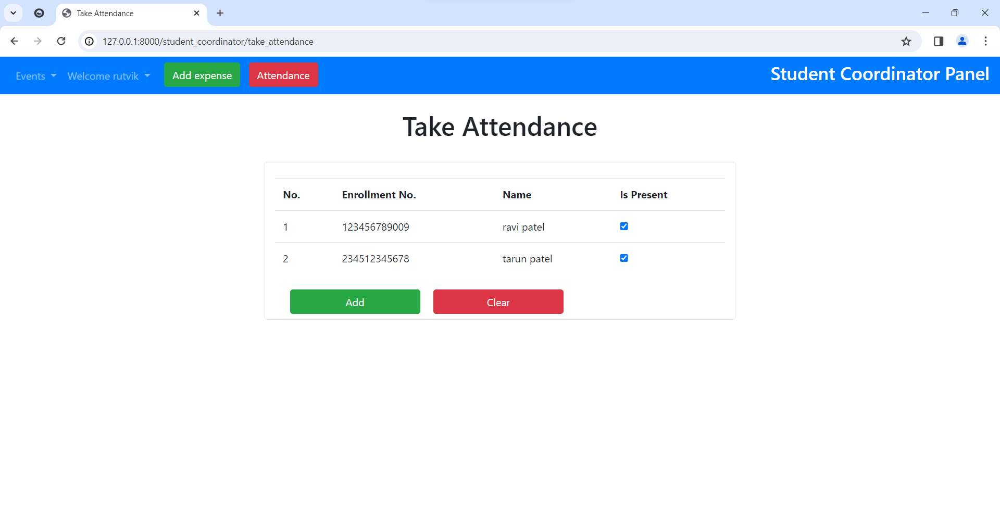 Take Attendance
127.0.0.1:8000/student_coordinator/take_attendance
Events Welcome rutvik Add expense Attendance Student Coordinator Panel
Take Attendance
No. Enrollment No. Name Is Present
1 123456789009 ravi patel
2 234512345678 tarun patel
Add Clear